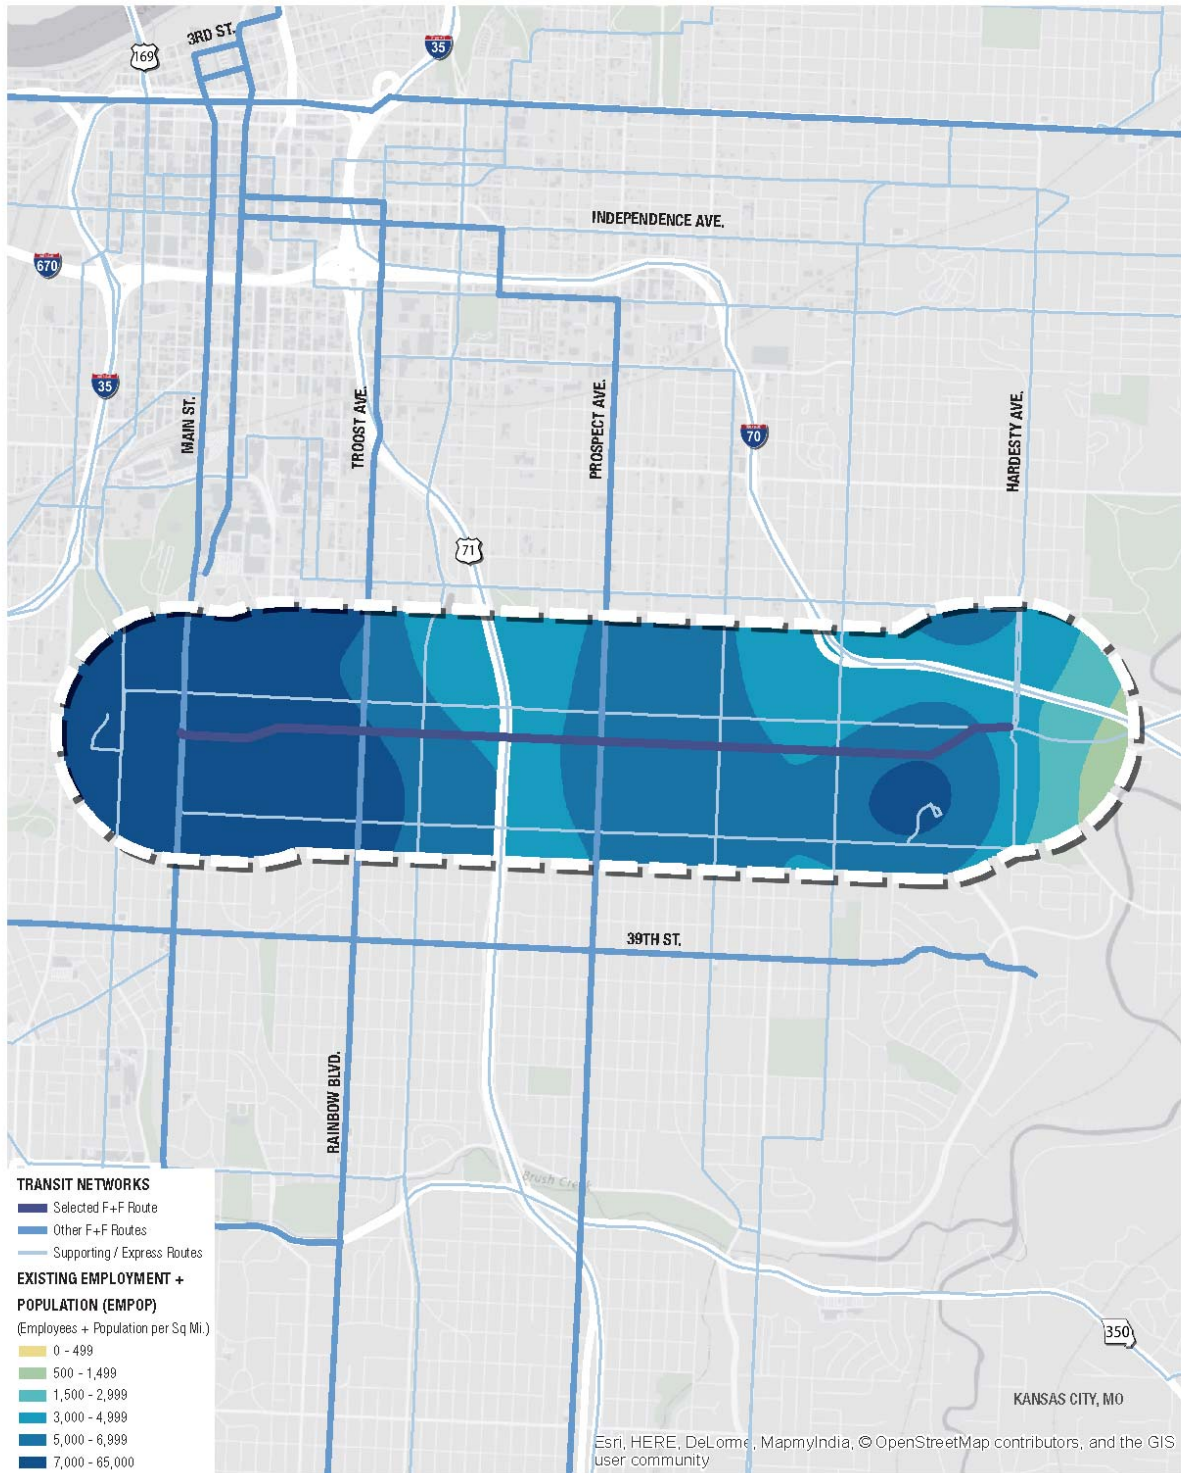 3RD ST.
169
35
INDEPENDENCE AVE.
670
35
MAIN ST.
TROOST AVE.
PROSPECT AVE.
70
HARDESTY AVE.
71
39TH ST.
RAINBOW BLVD.
Brush Creek
350
KANSAS CITY, MO
TRANSIT NETWORKS
Selected F+F Route
Other F+F Routes
Supporting / Express Routes
EXISTING EMPLOYMENT +
POPULATION (EMPOP)
(Employees + Population per Sq Mi.)
0 - 499
500 - 1,499
1,500 - 2,999
3,000 - 4,999
5,000 - 6,999
7,000 - 65,000
Esri, HERE, DeLorme, MapmyIndia, © OpenStreetMap contributors, and the GIS
user community